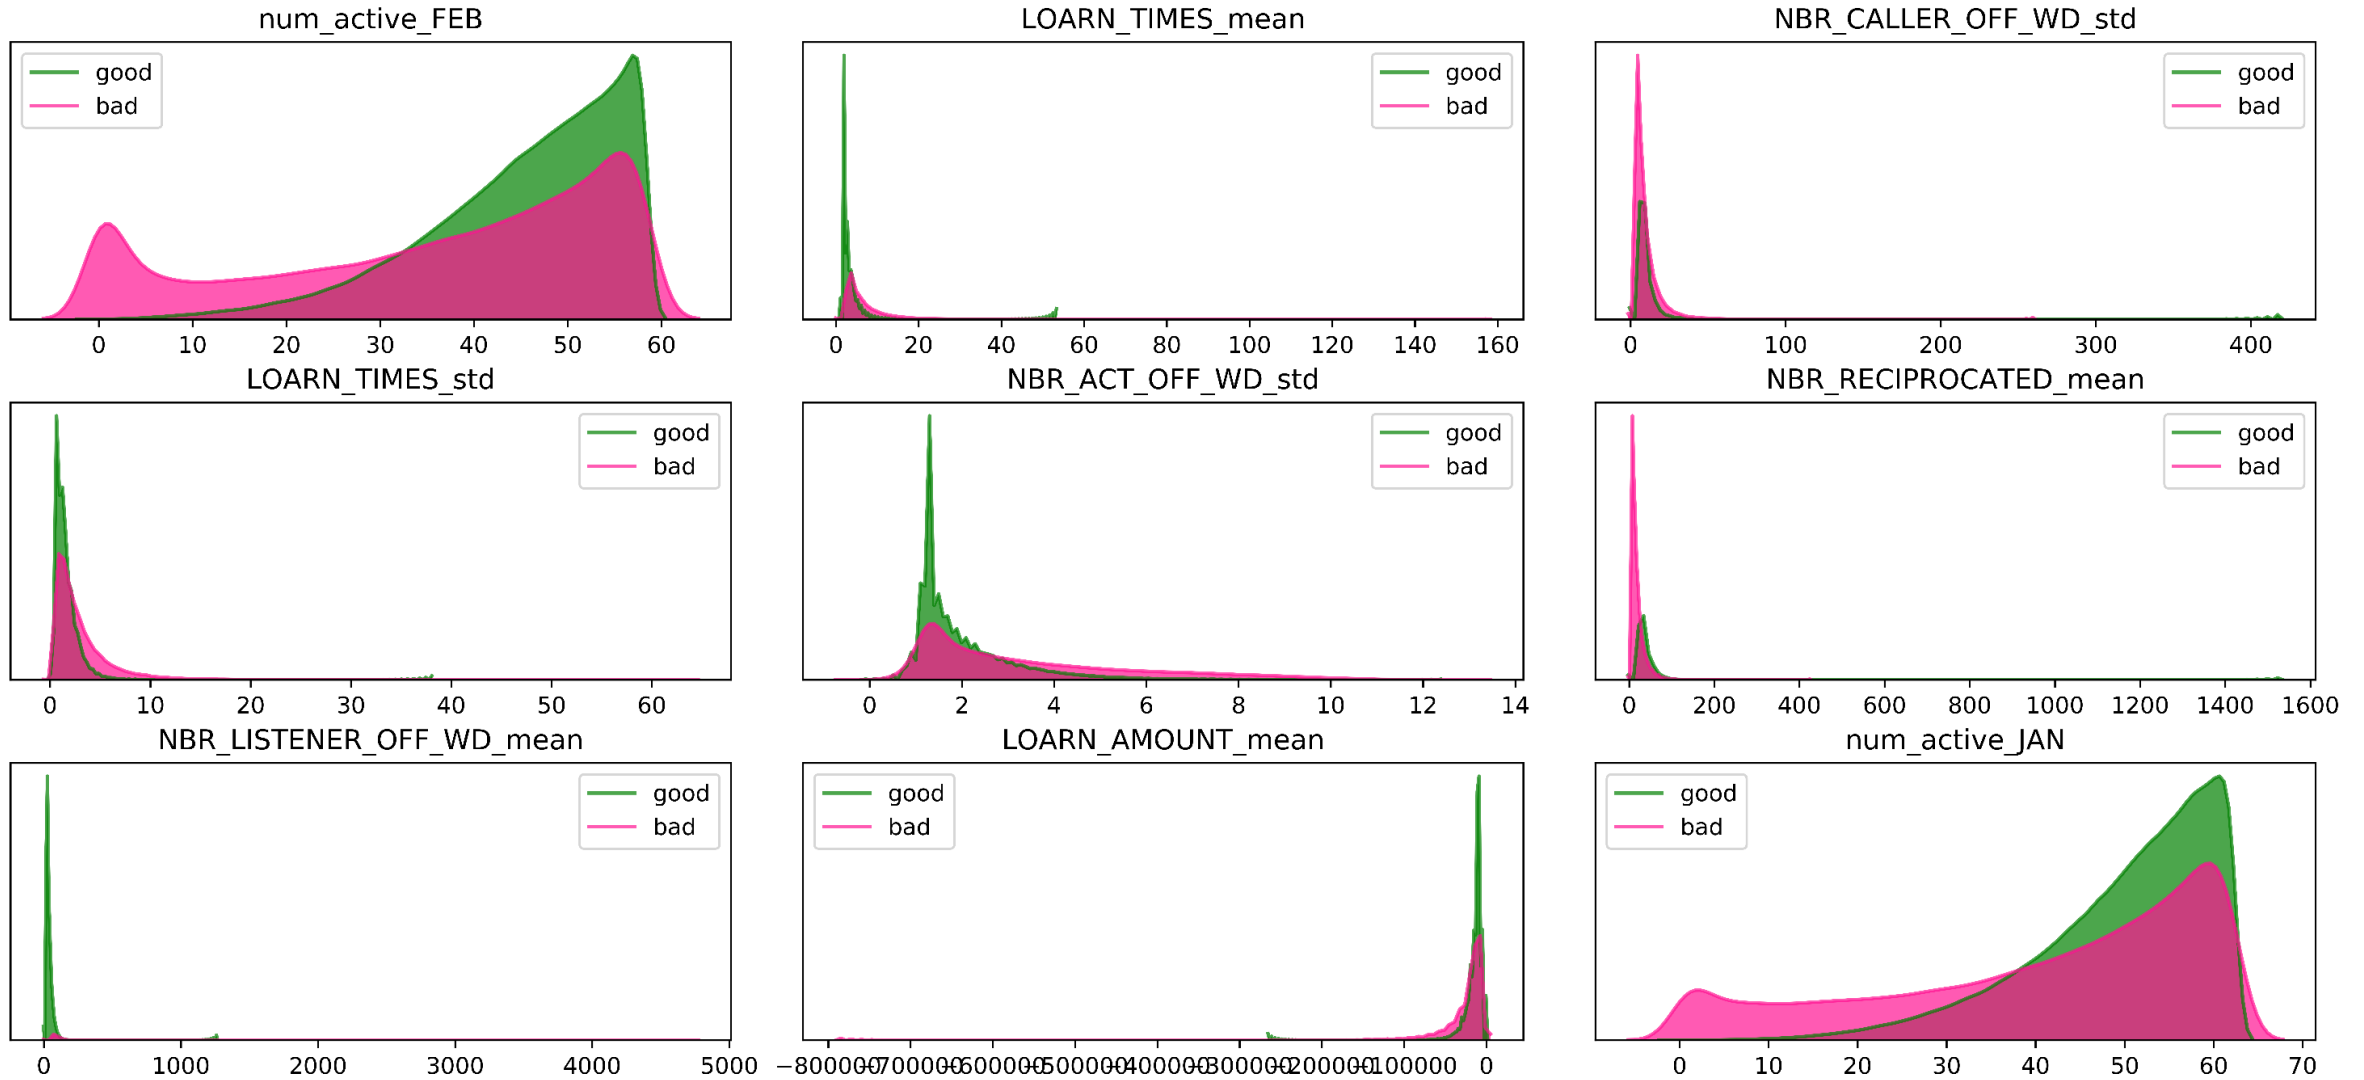 num_active_FEB
good
bad
0 10 20 30 40 50 60
LOARN_TIMES_mean
good
bad
0 20 40 60 80 100 120 140 160
NBR_CALLER_OFF_WD_std
good
bad
0 100 200 300 400
LOARN_TIMES_std
good
bad
0 10 20 30 40 50 60
NBR_ACT_OFF_WD_std
good
bad
0 2 4 6 8 10 12 14
NBR_RECIPROCATED_mean
good
bad
0 200 400 600 800 1000 1200 1400 1600
NBR_LISTENER_OFF_WD_mean
good
bad
0 1000 2000 3000 4000 5000
LOARN_AMOUNT_mean
good
bad
0
num_active_JAN
good
bad
0 10 20 30 40 50 60 70